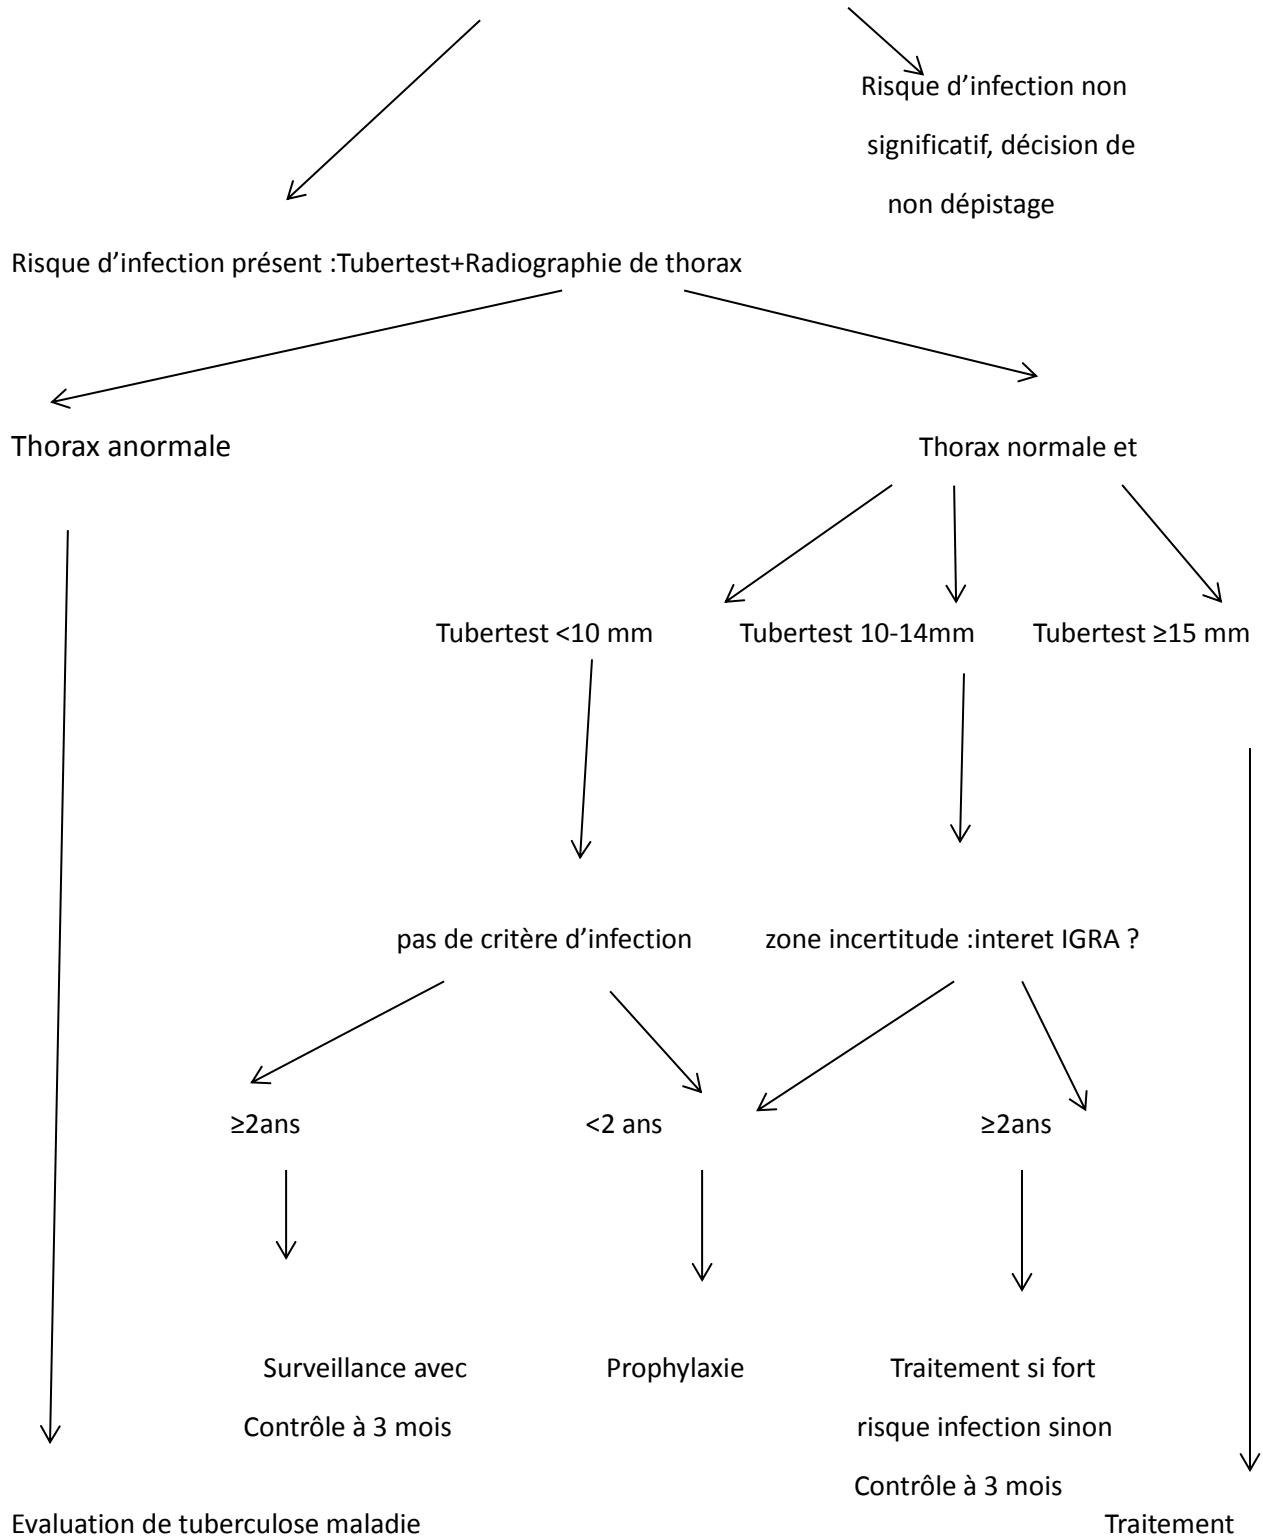 Risque d’infection non
significatif, décision de
non dépistage
Risque d’infection présent :Tubertest+Radiographie de thorax
Thorax anormale
Thorax normale et
Tubertest <10 mm
Tubertest 10-14mm
Tubertest ≥15 mm
pas de critère d’infection
zone incertitude :interet IGRA ?
≥2ans
<2 ans
≥2ans
Surveillance avec
Contrôle à 3 mois
Prophylaxie
Traitement si fort
risque infection sinon
Contrôle à 3 mois
Evaluation de tuberculose maladie
Traitement